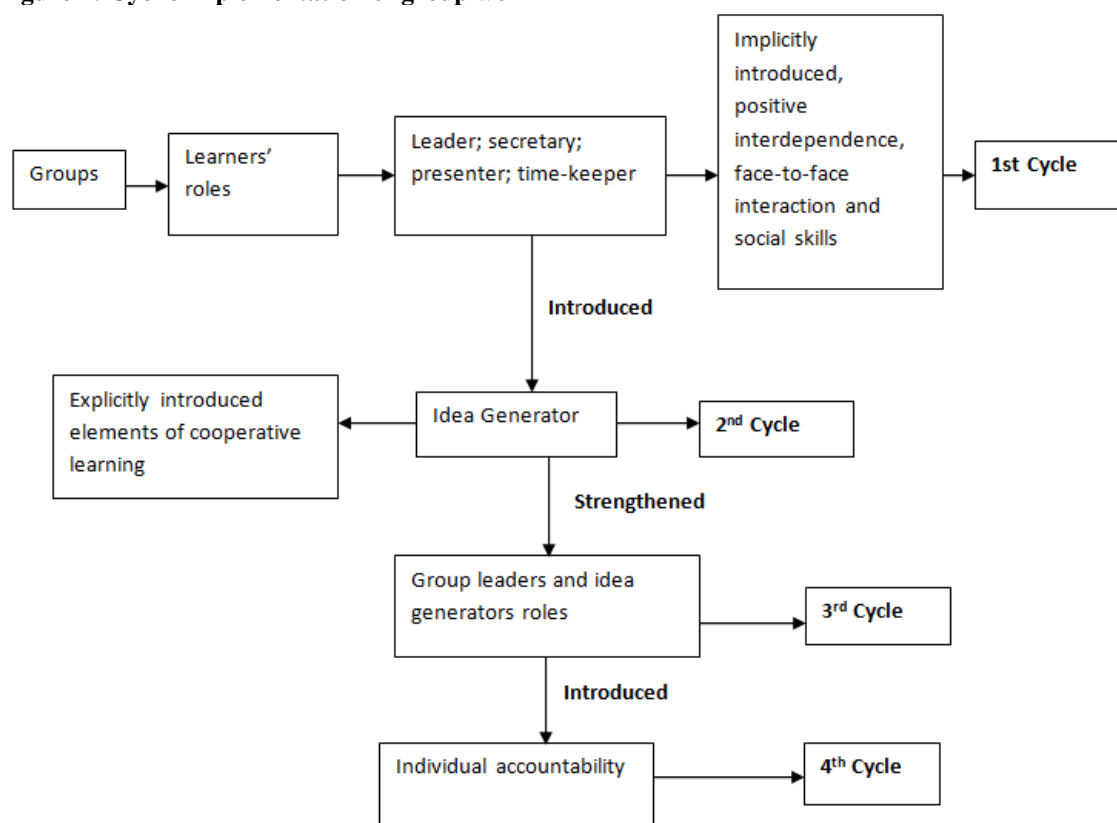 Groups
Learners’
roles
Leader; secretary;
presenter; time-keeper
Implicitly
introduced,
positive
interdependence,
face-to-face
interaction and
social skills
1st Cycle
Introduced
Explicitly introduced
elements of cooperative
learning
Idea Generator
2nd Cycle
Strengthened
Group leaders and idea
generators roles
3rd Cycle
Introduced
Individual accountability
4th Cycle